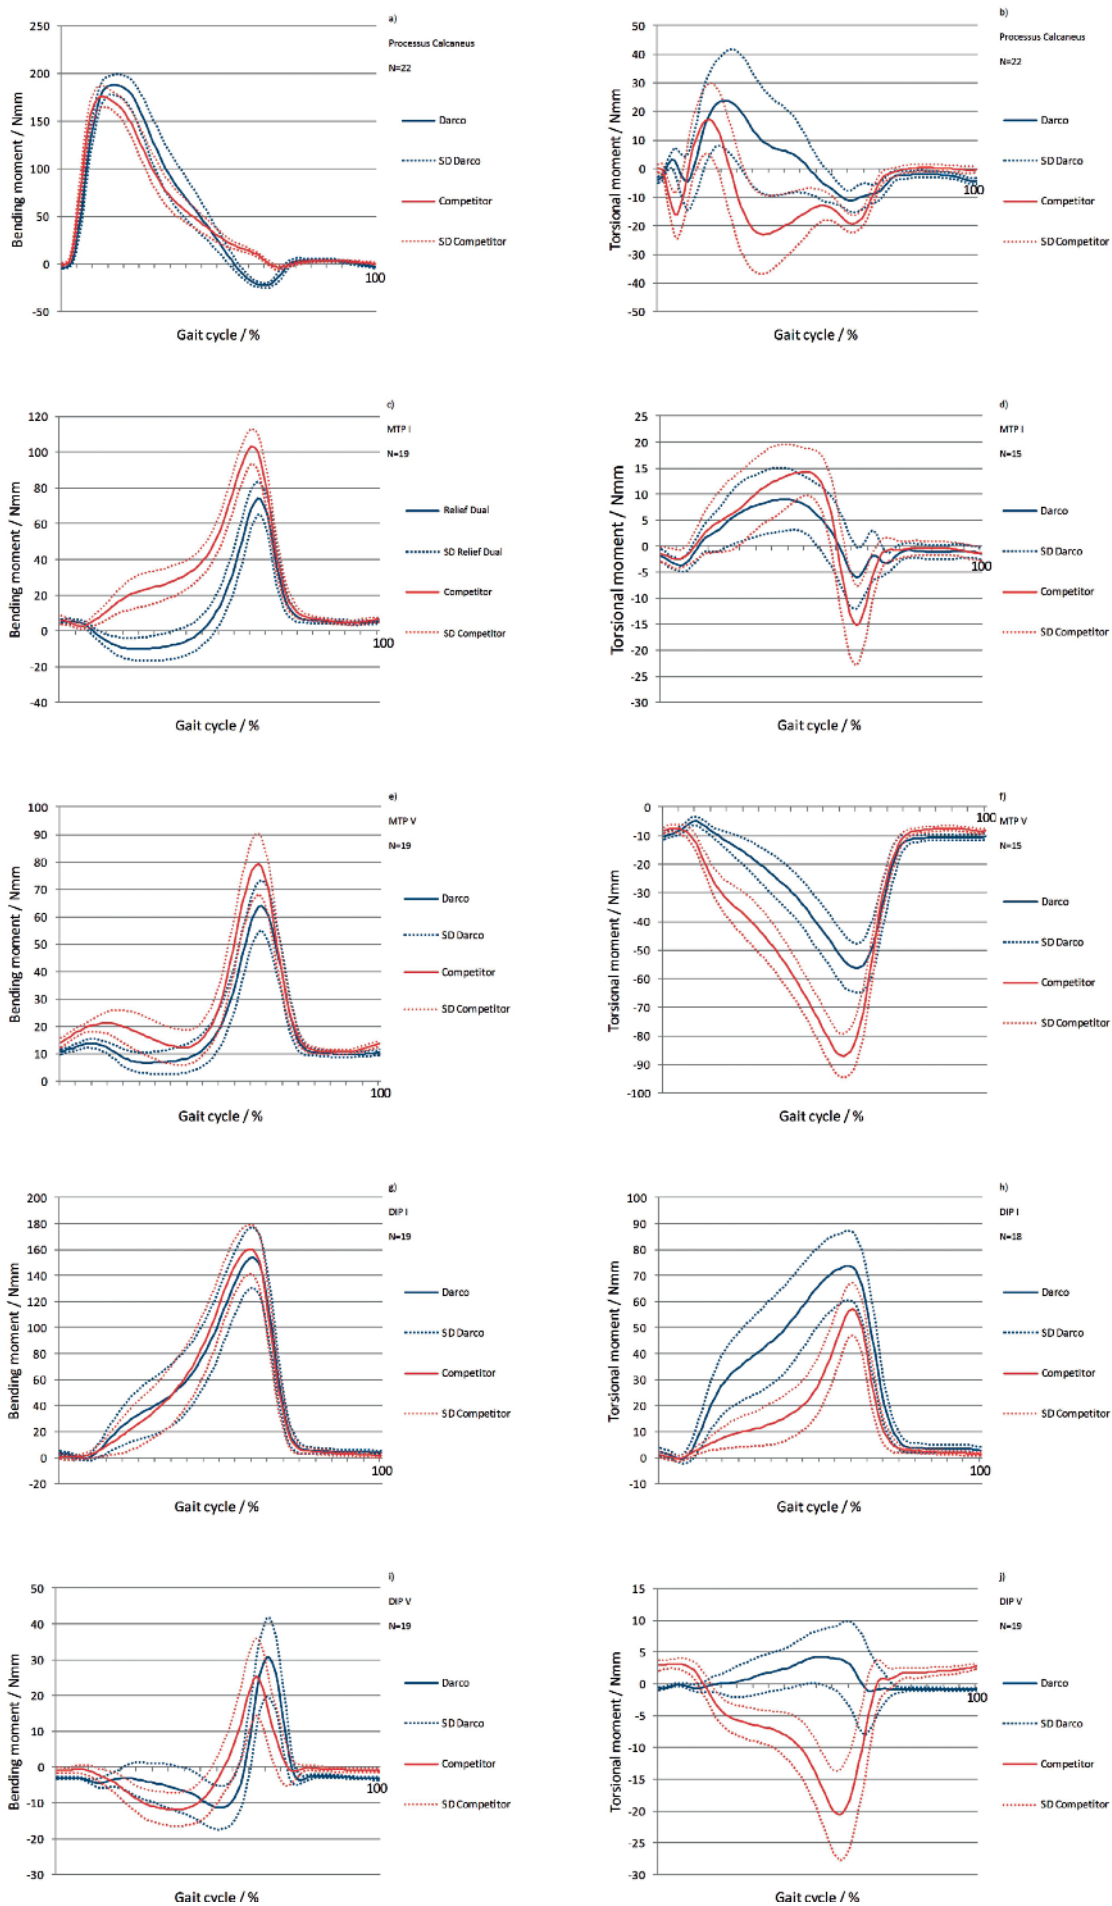 a)
Processus Calcaneus
N=22
Bending moment / Nmm
250
200
150
100
50
0
-50
100
Gait cycle / %
Darco
SD Darco
Competitor
SD Competitor
b)
Processus Calcaneus
N=22
Torsional moment / Nmm
50
40
30
20
10
0
-10
-20
-30
-40
-50
100
Gait cycle / %
Darco
SD Darco
Competitor
SD Competitor
c)
MTP I
N=19
Bending moment / Nmm
120
100
80
60
40
20
0
-20
-40
100
Gait cycle / %
Relief Dual
SD Relief Dual
Competitor
SD Competitor
d)
MTP I
N=15
Torsional moment / Nmm
25
20
15
10
5
0
-5
-10
-15
-20
-25
-30
100
Gait cycle / %
Darco
SD Darco
Competitor
SD Competitor
e)
MTP V
N=19
Bending moment / Nmm
100
90
80
70
60
50
40
30
20
10
0
100
Gait cycle / %
Darco
SD Darco
Competitor
SD Competitor
f)
MTP V
N=15
Torsional moment / Nmm
0
-10
-20
-30
-40
-50
-60
-70
-80
-90
-100
100
Gait cycle / %
Darco
SD Darco
Competitor
SD Competitor
g)
DIP I
N=19
Bending moment / Nmm
200
180
160
140
120
100
80
60
40
20
0
-20
100
Gait cycle / %
Darco
SD Darco
Competitor
SD Competitor
h)
DIP I
N=18
Torsional moment / Nmm
100
90
80
70
60
50
40
30
20
10
0
-10
100
Gait cycle / %
Darco
SD Darco
Competitor
SD Competitor
i)
DIP V
N=19
Bending moment / Nmm
50
40
30
20
10
0
-10
-20
-30
100
Gait cycle / %
Darco
SD Darco
Competitor
SD Competitor
j)
DIP V
N=19
Torsional moment / Nmm
15
10
5
0
-5
-10
-15
-20
-25
-30
100
Gait cycle / %
Darco
SD Darco
Competitor
SD Competitor